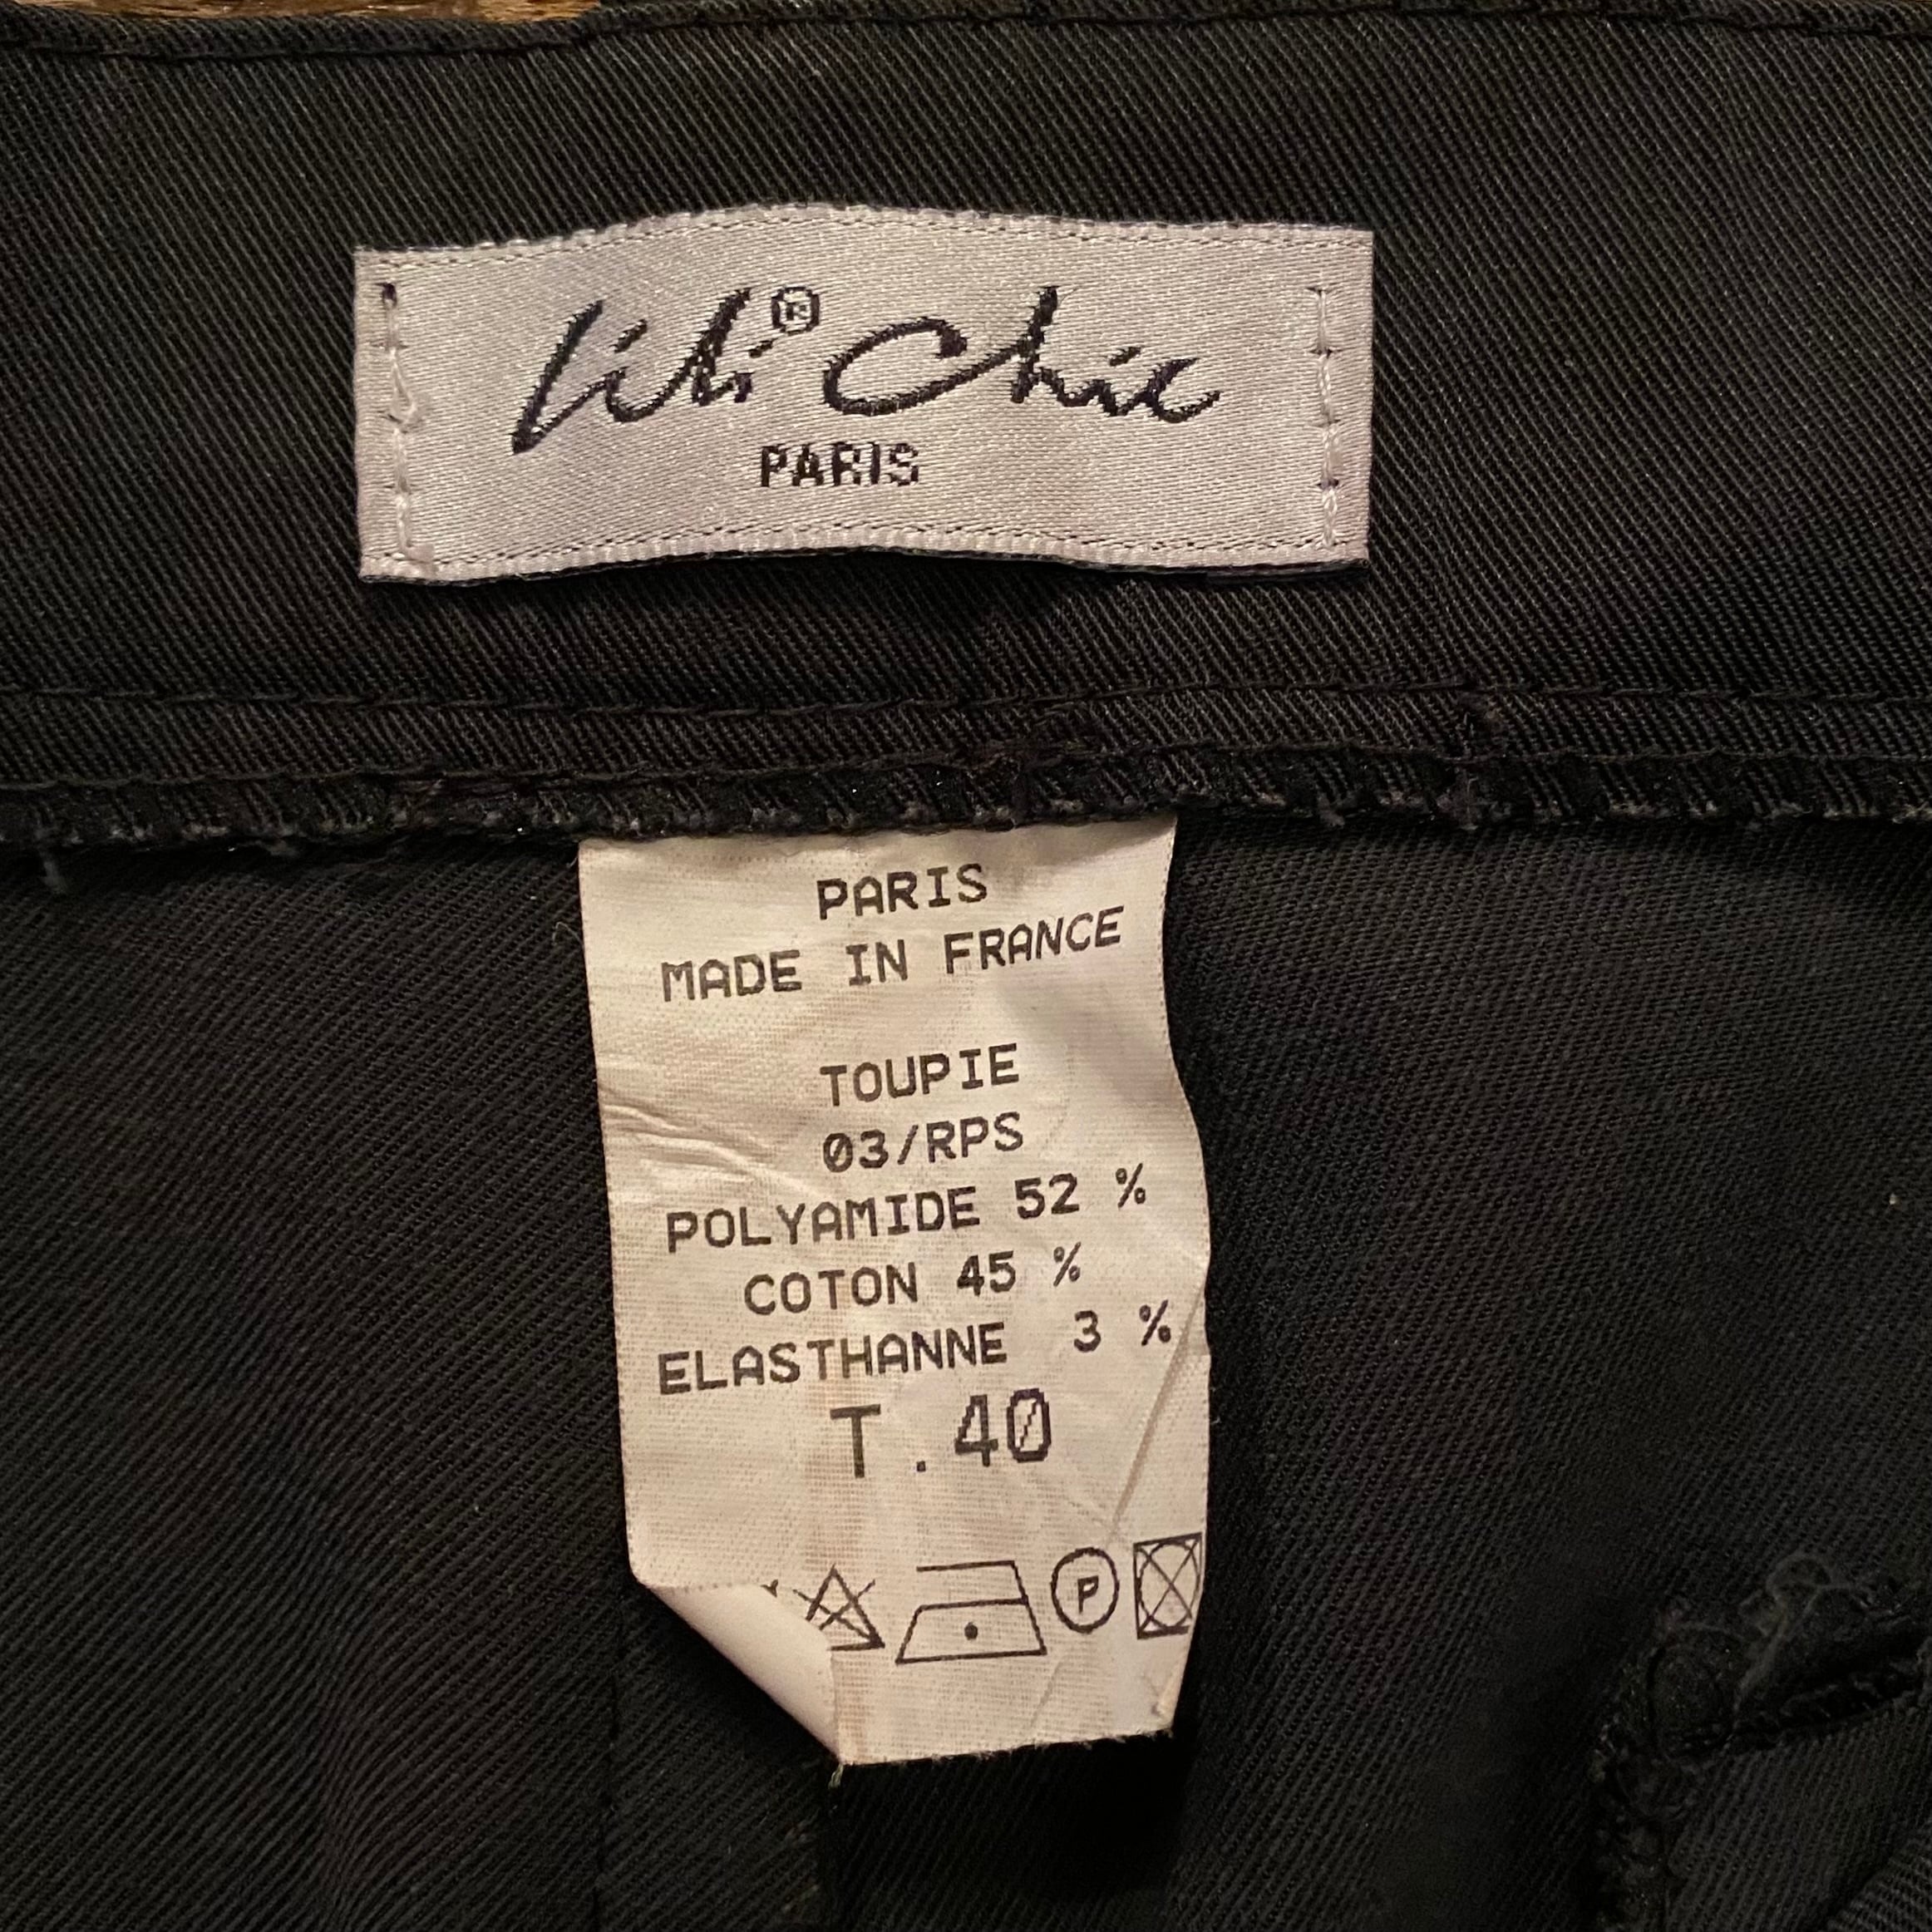 Lili® Chic
PARIS
PARIS
MADE IN FRANCE
TOUPIE
03/RPS
POLYAMIDE 52 %
COTON 45 %
ELASTHANNE 3 %
T.40
P